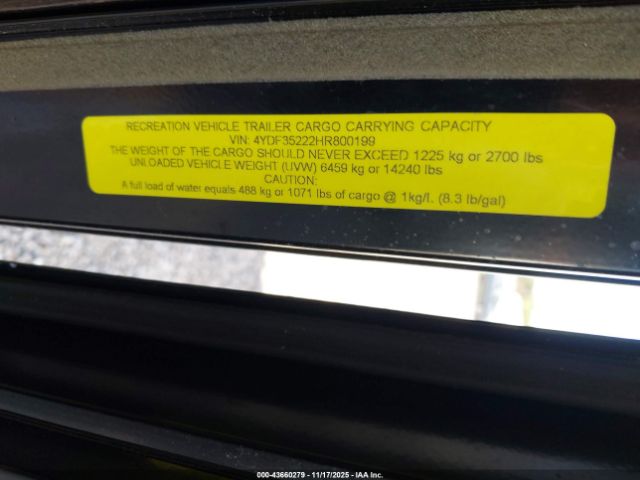 RECREATION VEHICLE TRAILER CARGO CARRYING CAPACITY
VIN: 4YDF35222HR800199
THE WEIGHT OF THE CARGO SHOULD NEVER EXCEED 1225 kg or 2700 lbs
UNLOADED VEHICLE WEIGHT (UVW) 6459 kg or 14240 lbs
CAUTION:
A full load of water equals 488 kg or 1071 lbs of cargo @ 1kg/L (8.3 lb/gal)
000-43660279 - 11/17/2025 - IAA Inc.